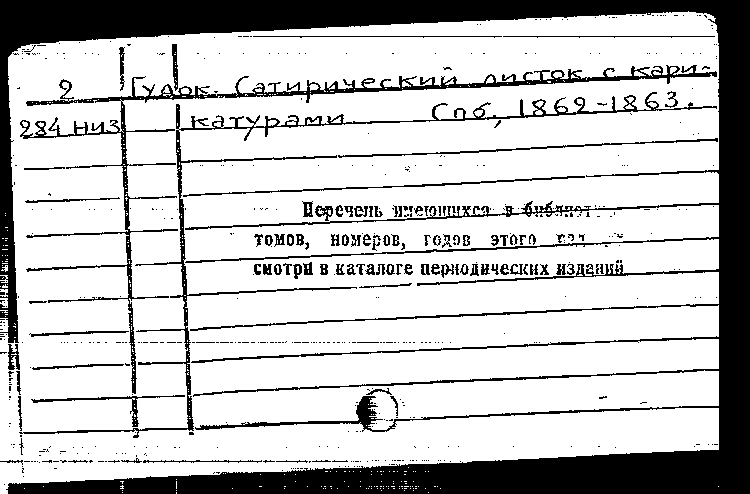 2 Гудок. Сатирический листок с кари-
284 низ катурами Спб, 1862-1863.
Перечень имеющихся в библиот
томов, номеров, годов этого
смотри в каталоге периодических изданий